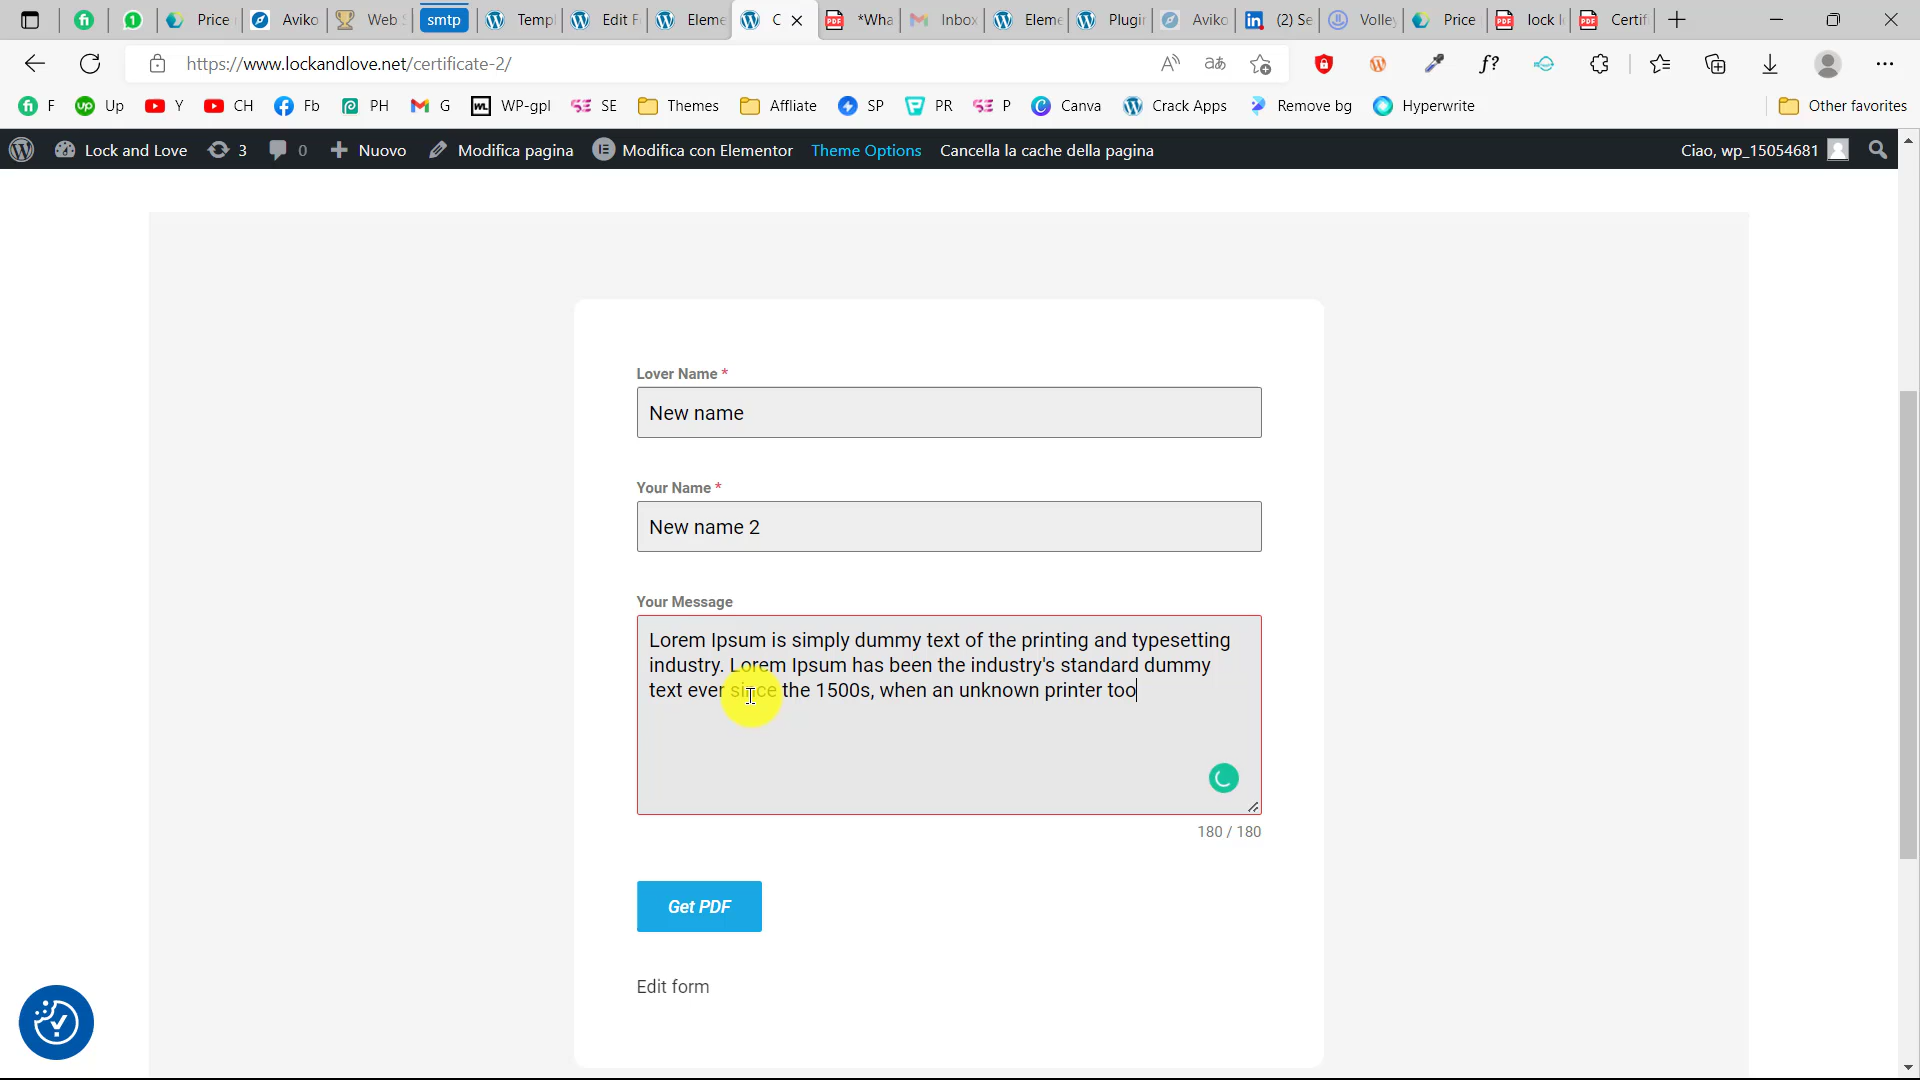 Price
Aviko
Web S
smtp
Templ
Edit F
Eleme
C
*Wha
Inbox
Eleme
Plugin
Aviko
(2) Se
Volley
Price
lock l
Certif
https://www.lockandlove.net/certificate-2/
F
Up
Y
CH
Fb
PH
G
WP-gpl
SE
Themes
Affliate
SP
PR
P
Canva
Crack Apps
Remove bg
Hyperwrite
Other favorites
Lock and Love
3
0
Nuovo
Modifica pagina
Modifica con Elementor
Theme Options
Cancella la cache della pagina
Ciao, wp_15054681
Lover Name *
New name
Your Name *
New name 2
Your Message
Lorem Ipsum is simply dummy text of the printing and typesetting
industry. Lorem Ipsum has been the industry's standard dummy
text ever since the 1500s, when an unknown printer too
180 / 180
Get PDF
Edit form